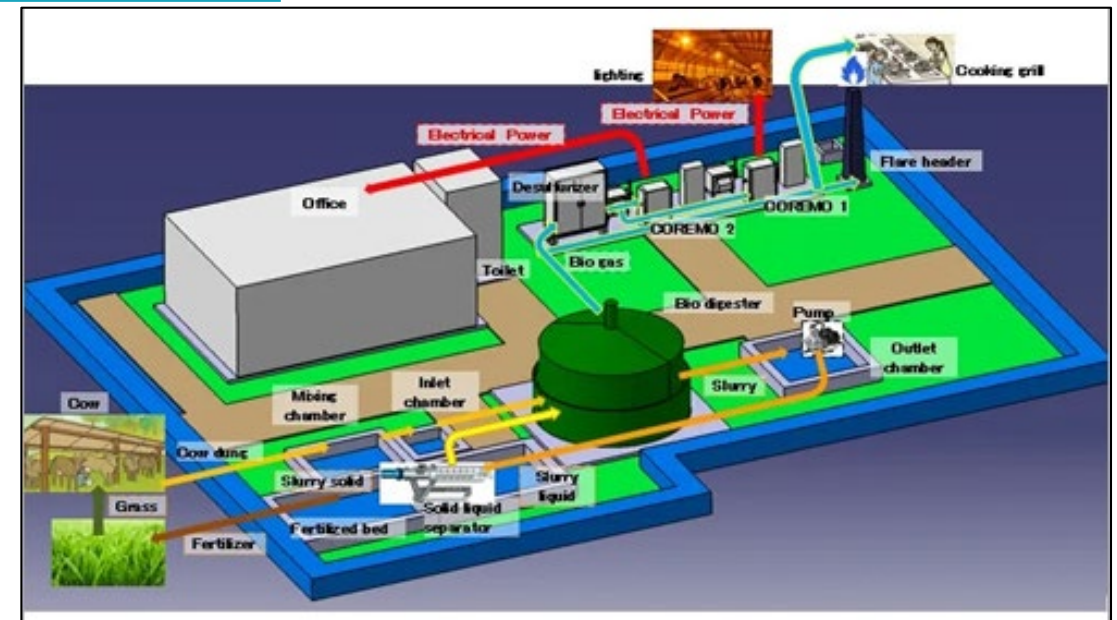 lighting
Cooking grill
Electrical Power
Electrical Power
Flare header
Desulfurizer
Office
COREMO 1
COREMO 2
Toilet
Bio gas
Bio digester
Pump
Outlet
chamber
Slurry
Inlet
chamber
Mixing
chamber
Cow
Cow dung
Slurry solid
Slurry
liquid
Grass
Solid liquid
separator
Fertilized bed
Fertilizer